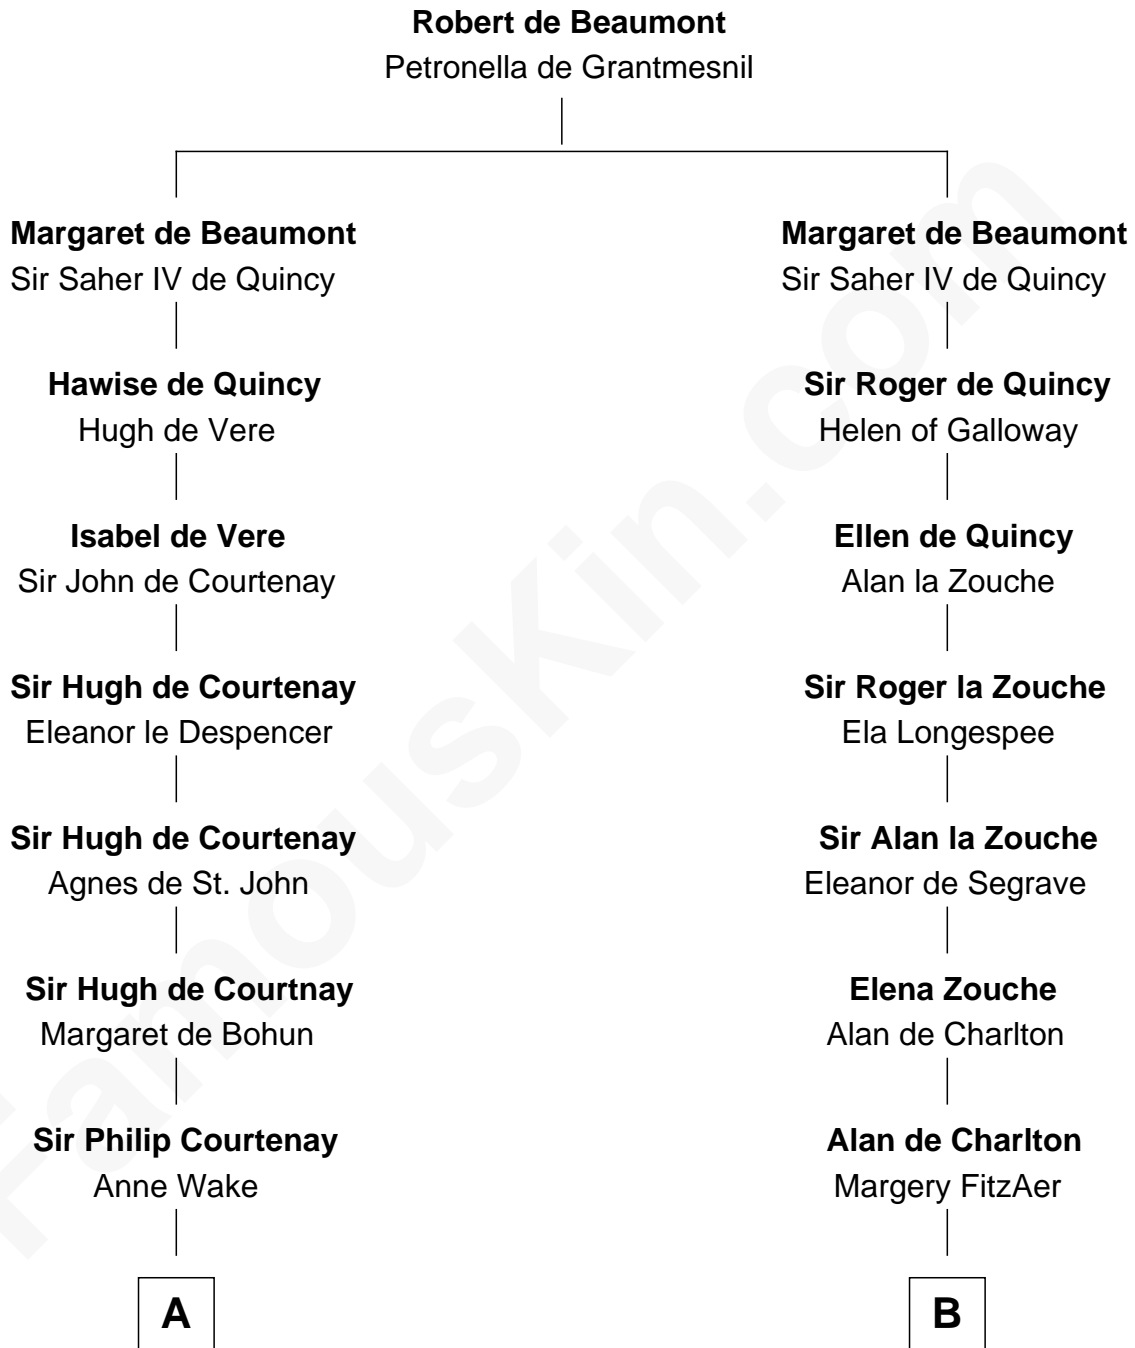 Robert de Beaumont
Petronella de Grantmesnil
Margaret de Beaumont
Sir Saher IV de Quincy
Hawise de Quincy
Hugh de Vere
Isabel de Vere
Sir John de Courtenay
Sir Hugh de Courtenay
Eleanor le Despencer
Sir Hugh de Courtenay
Agnes de St. John
Sir Hugh de Courtnay
Margaret de Bohun
Sir Philip Courtenay
Anne Wake
A
Margaret de Beaumont
Sir Saher IV de Quincy
Sir Roger de Quincy
Helen of Galloway
Ellen de Quincy
Alan la Zouche
Sir Roger la Zouche
Ela Longespee
Sir Alan la Zouche
Eleanor de Segrave
Elena Zouche
Alan de Charlton
Alan de Charlton
Margery FitzAer
B
FamousKin.com